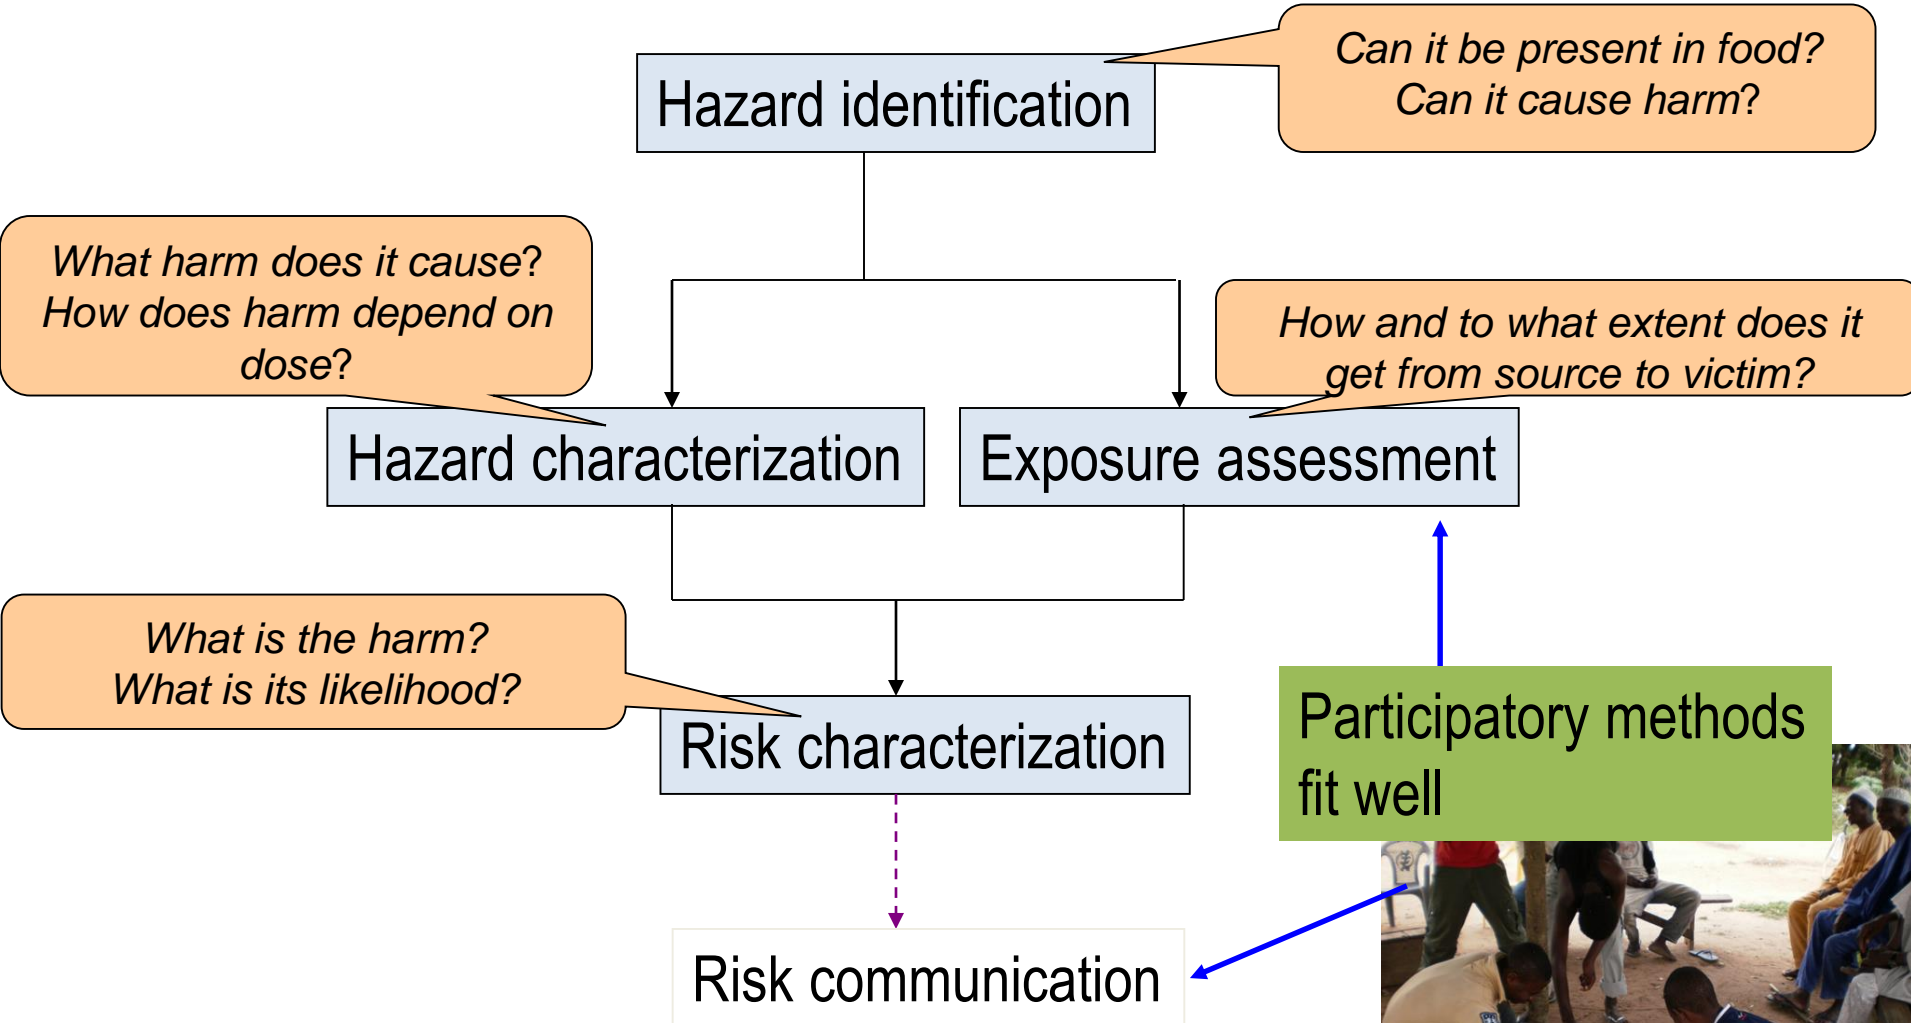 Can it be present in food?
Can it cause harm?
Hazard identification
What harm does it cause?
How does harm depend on
dose?
How and to what extent does it
get from source to victim?
Hazard characterization
Exposure assessment
What is the harm?
What is its likelihood?
Risk characterization
Participatory methods
fit well
Risk communication